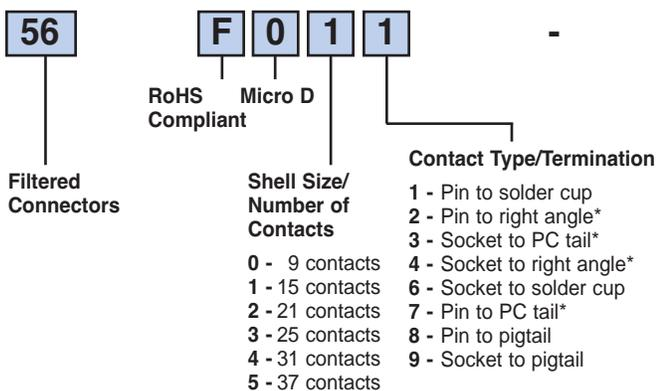 56 F 0 1 1 -
RoHS Compliant
Micro D
Filtered Connectors
Shell Size/
Number of
Contacts
0 - 9 contacts
1 - 15 contacts
2 - 21 contacts
3 - 25 contacts
4 - 31 contacts
5 - 37 contacts
Contact Type/Termination
1 - Pin to solder cup
2 - Pin to right angle*
3 - Socket to PC tail*
4 - Socket to right angle*
6 - Socket to solder cup
7 - Pin to PC tail*
8 - Pin to pigtail
9 - Socket to pigtail